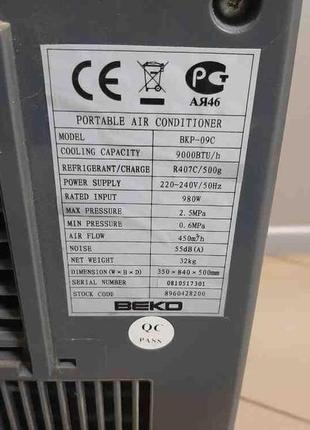 CE PCT
АЯ46
PORTABLE AIR CONDITIONER
MODEL BKP-09C
COOLING CAPACITY 9000BTU/h
REFRIGERANT/CHARGE R407C/500g
POWER SUPPLY 220-240V/50Hz
RATED INPUT 980W
MAX PRESSURE 2.5MPa
MIN PRESSURE 0.6MPa
AIR FLOW 450m³/h
NOISE 55dB(A)
NET WEIGHT 32kg
DIMENSION(W×H×D) 350×840×500mm
SERIAL NUMBER 0810517301
STOCK CODE 8960428200
BEKO
QC
PASS